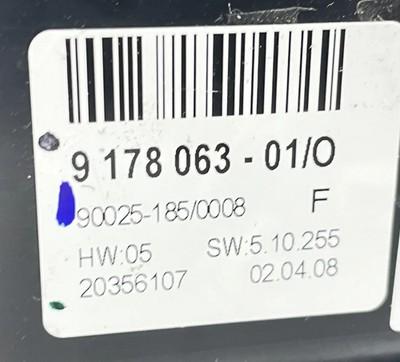 9 178 063 - 01/O
90025-185/0008 F
HW:05 SW:5.10.255
20356107 02.04.08